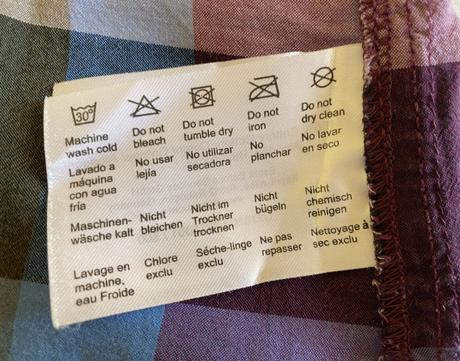 30°
Machine
wash cold
Do not
bleach
Do not
tumble dry
Do not
iron
Do not
dry clean
Lavado a
máquina
con agua
fría
No usar
lejía
No utilizar
secadora
No
planchar
No lavar
en seco
Maschinen-
wäsche kalt
Nicht
bleichen
Nicht im
Trockner
trocknen
Nicht
bügeln
Nicht
chemisch
reinigen
Lavage en
machine,
eau Froide
Chlore
exclu
Séche-linge
exclu
Ne pas
repasser
Nettoyage à
sec exclu